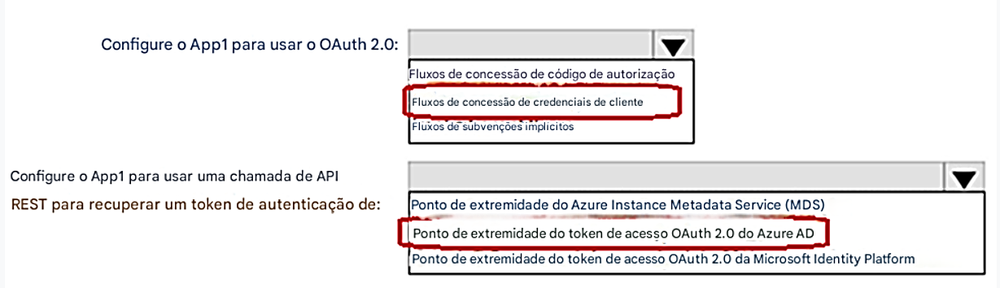 Configure o App1 para usar o OAuth 2.0:
Fluxos de concessão de código de autorização
Fluxos de concessão de credenciais de cliente
Fluxos de subvenções implícitos
Configure o App1 para usar uma chamada de API
REST para recuperar um token de autenticação de:
Ponto de extremidade do Azure Instance Metadata Service (MDS)
Ponto de extremidade do token de acesso OAuth 2.0 do Azure AD
Ponto de extremidade do token de acesso OAuth 2.0 da Microsoft Identity Platform